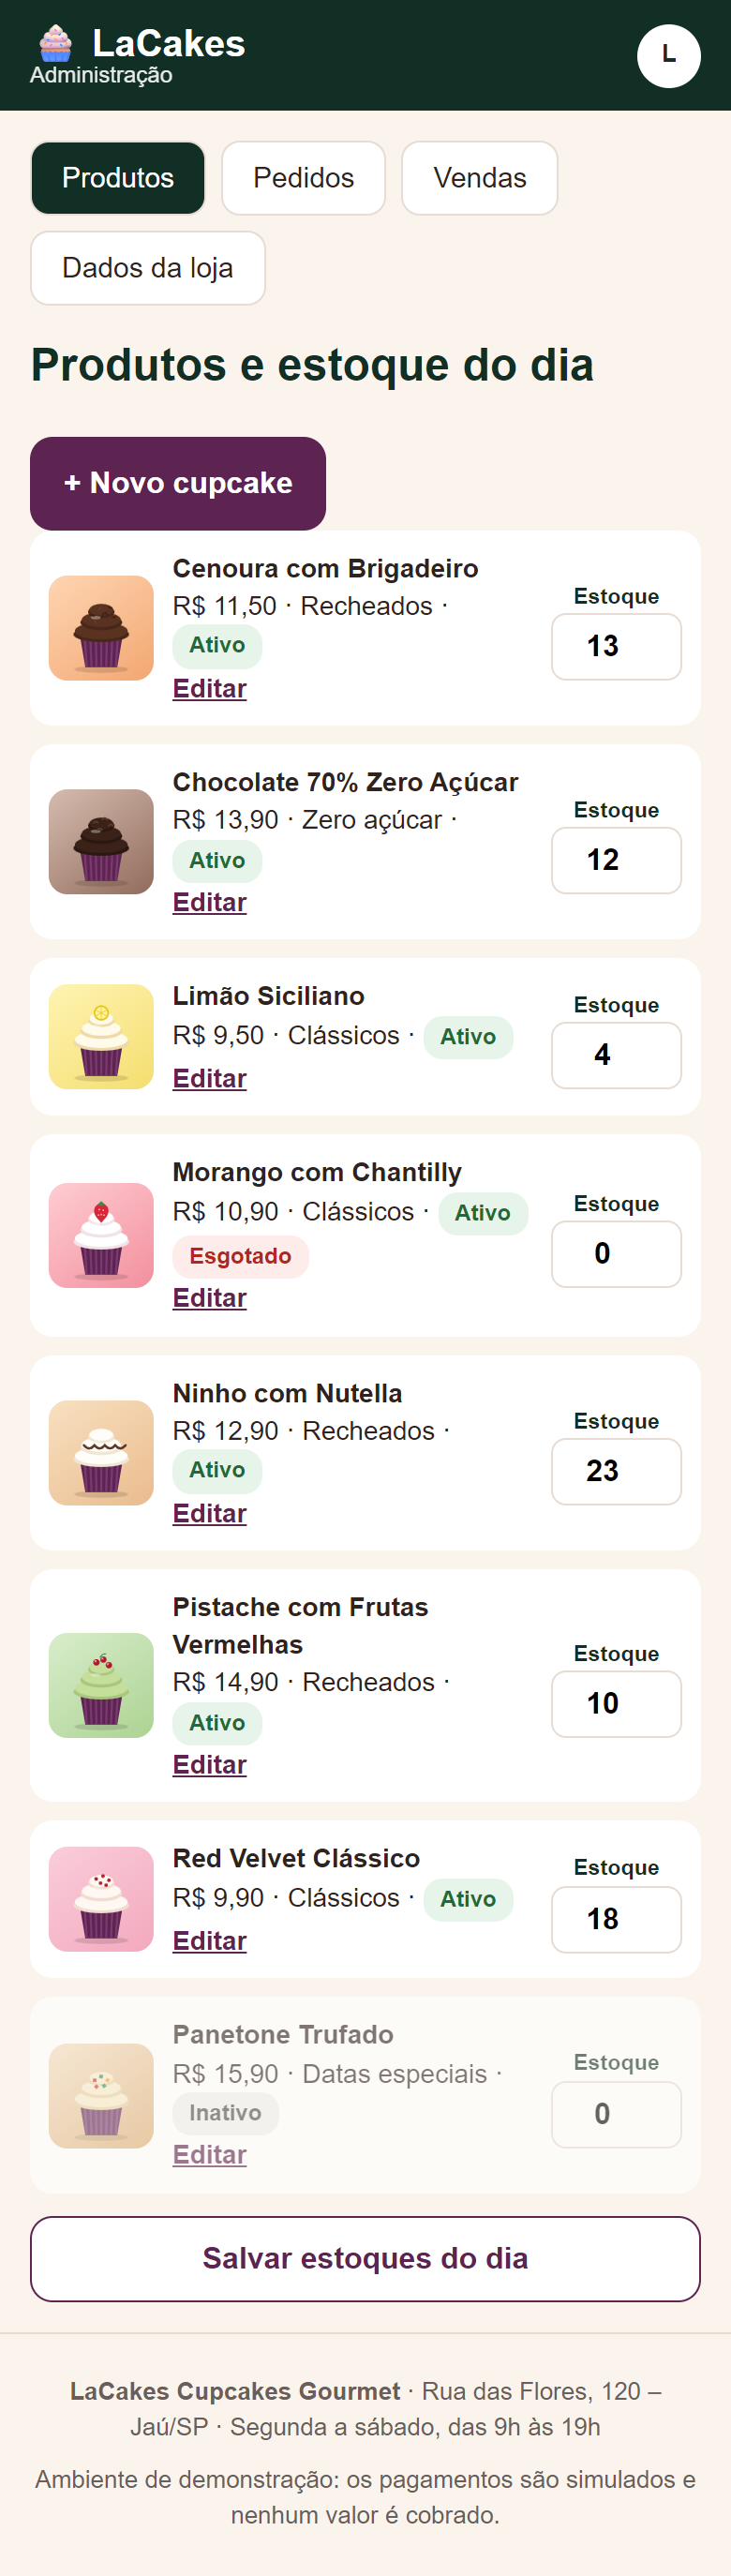 LaCakes
Administração
L
Produtos
Pedidos
Vendas
Dados da loja
Produtos e estoque do dia
+ Novo cupcake
Cenoura com Brigadeiro
R$ 11,50 · Recheados ·
Ativo
Editar
Estoque
13
Chocolate 70% Zero Açúcar
R$ 13,90 · Zero açúcar ·
Ativo
Editar
Estoque
12
Limão Siciliano
R$ 9,50 · Clássicos · Ativo
Editar
Estoque
4
Morango com Chantilly
R$ 10,90 · Clássicos · Ativo
Esgotado
Editar
Estoque
0
Ninho com Nutella
R$ 12,90 · Recheados ·
Ativo
Editar
Estoque
23
Pistache com Frutas
Vermelhas
R$ 14,90 · Recheados ·
Ativo
Editar
Estoque
10
Red Velvet Clássico
R$ 9,90 · Clássicos · Ativo
Editar
Estoque
18
Panetone Trufado
R$ 15,90 · Datas especiais ·
Inativo
Editar
Estoque
0
Salvar estoques do dia
LaCakes Cupcakes Gourmet · Rua das Flores, 120 –
Jaú/SP · Segunda a sábado, das 9h às 19h
Ambiente de demonstração: os pagamentos são simulados e
nenhum valor é cobrado.